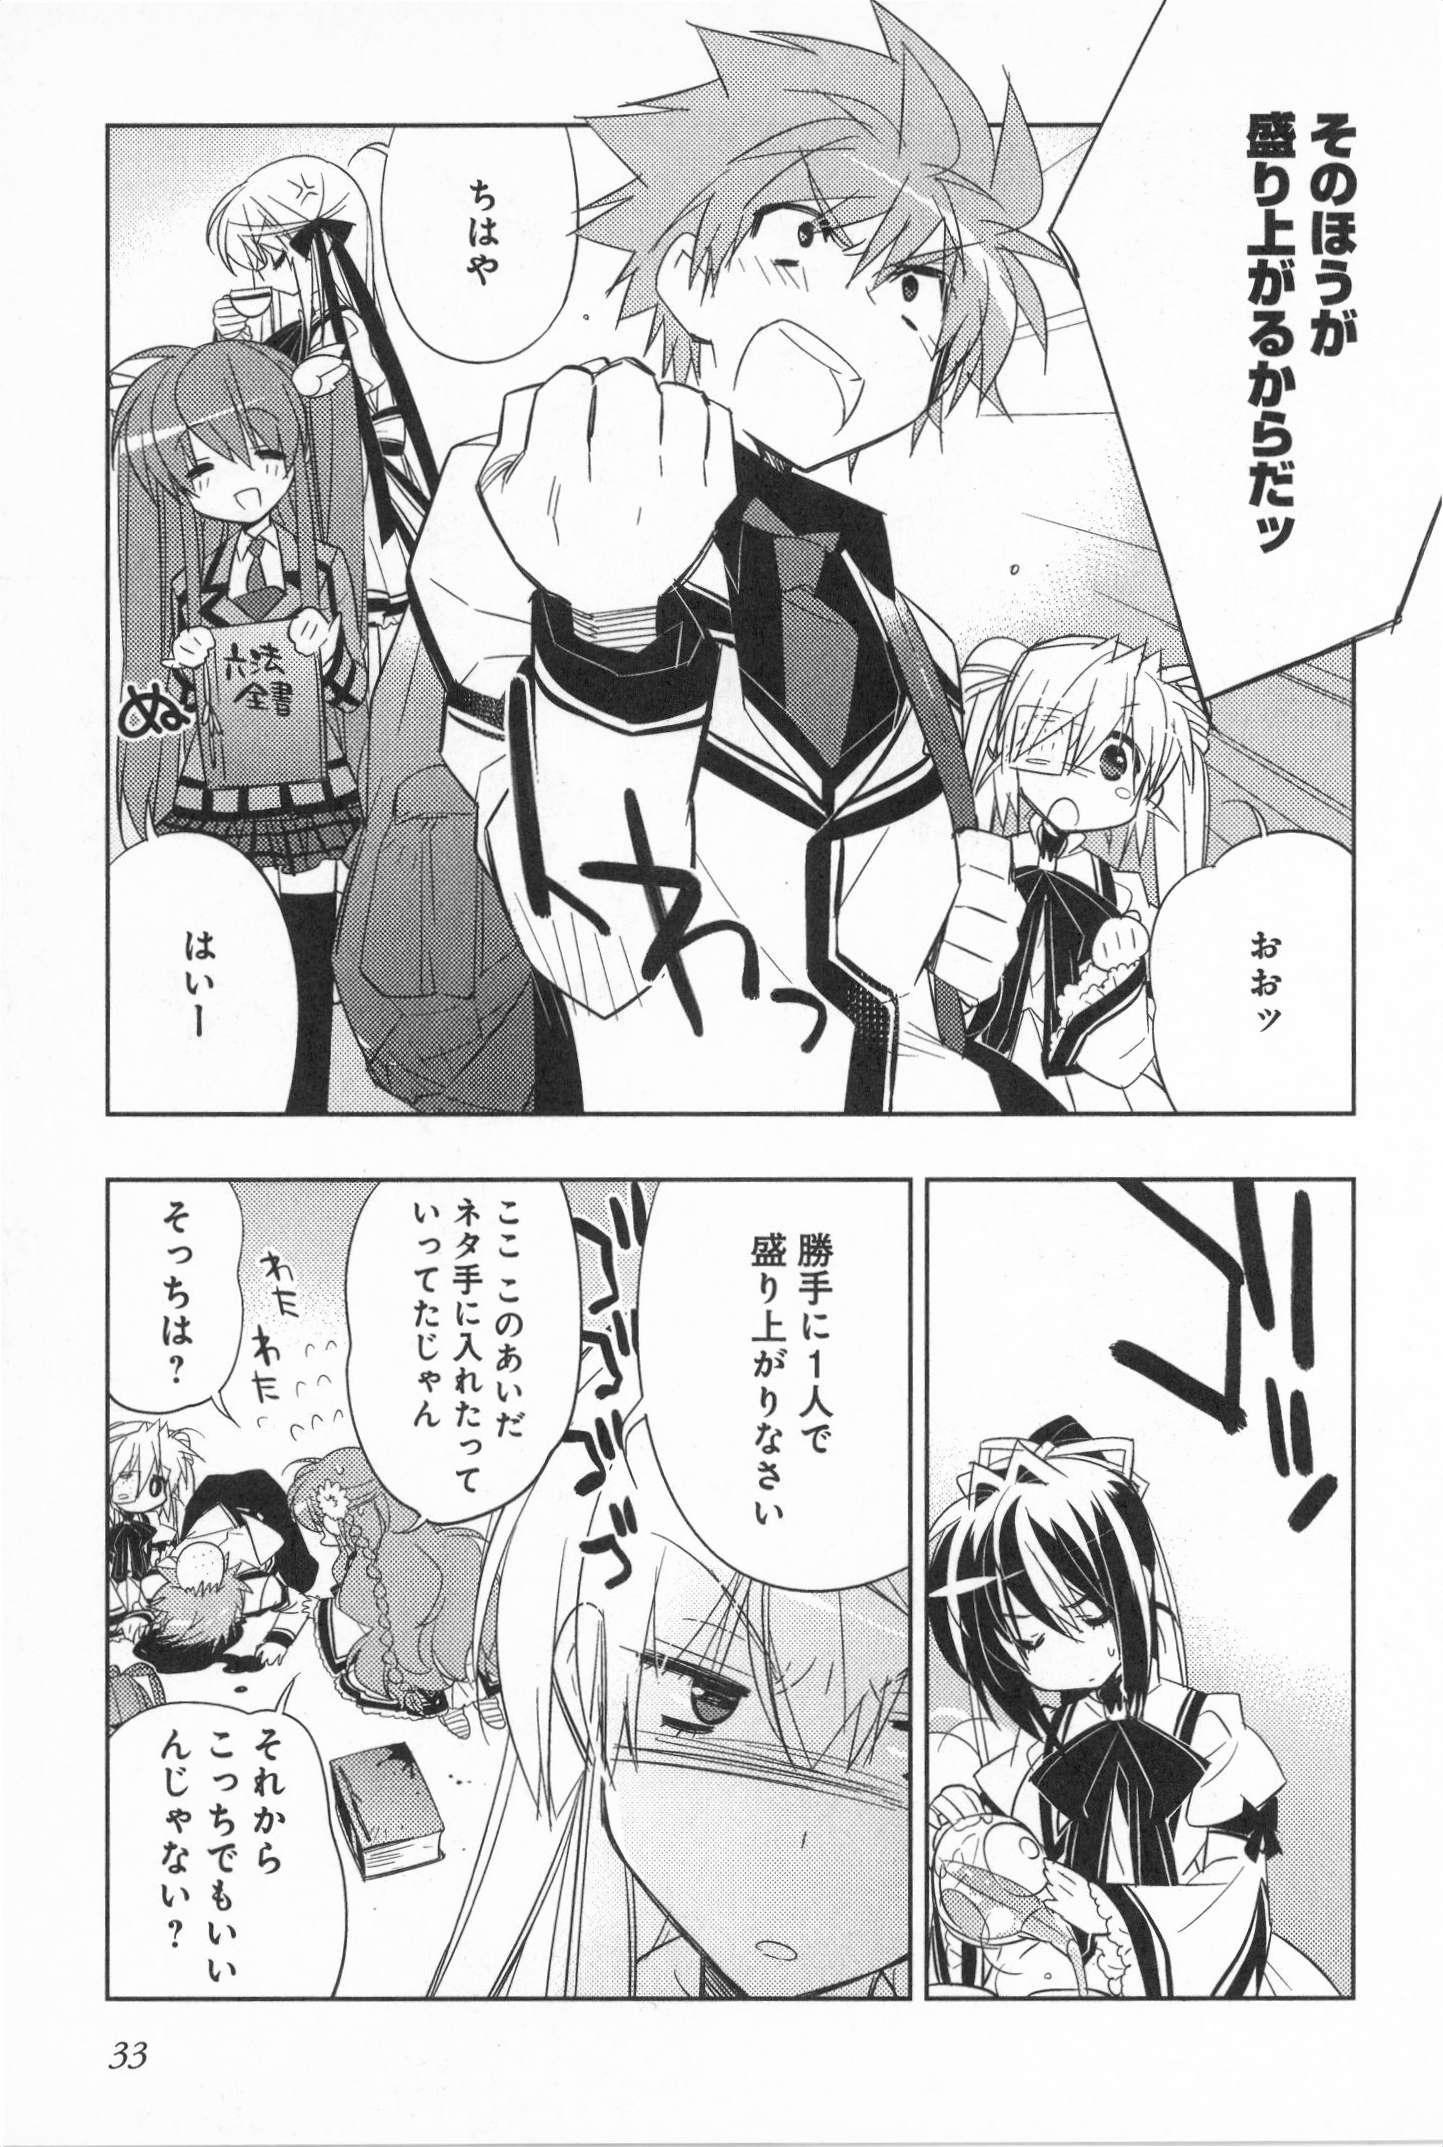 そのほうが
盛り上がるからだッ
おおッ
とわっ
ちはや
六法
全書
ぬ
はいー
勝手に1人で
盛り上がりなさい
ここ このあいだ
ネタ手に入れたって
いってたじゃん
わた
わた
そっちは?
それから
こっちでもいい
んじゃない?
33